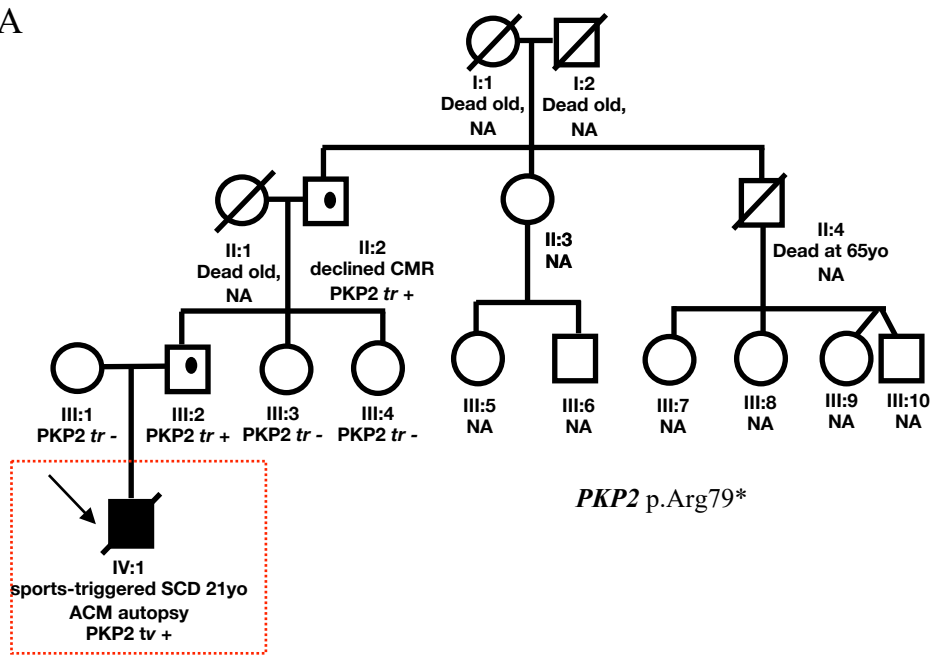 A
I:1
Dead old,
NA
I:2
Dead old,
NA
II:1
Dead old,
NA
II:2
declined CMR
PKP2 tr +
II:3
NA
II:4
Dead at 65yo
NA
III:1
PKP2 tr -
III:2
PKP2 tr +
III:3
PKP2 tr -
III:4
PKP2 tr -
III:5
NA
III:6
NA
III:7
NA
III:8
NA
III:9
NA
III:10
NA
PKP2 p.Arg79*
IV:1
sports-triggered SCD 21yo
ACM autopsy
PKP2 tv +